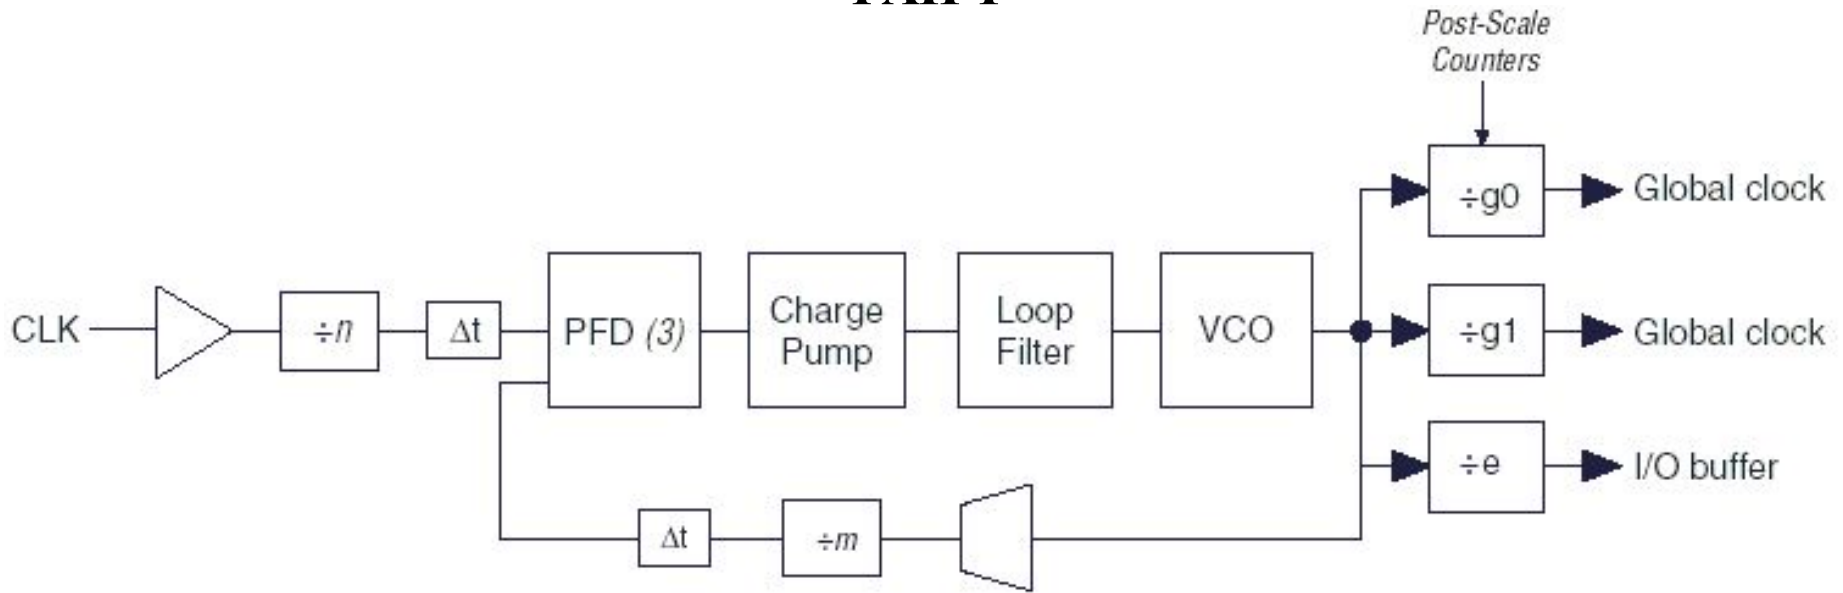 Post-Scale
Counters
÷g0
Global clock
CLK
÷n
Δt
PFD (3)
Charge
Pump
Loop
Filter
VCO
÷g1
Global clock
÷e
I/O buffer
Δt
÷m